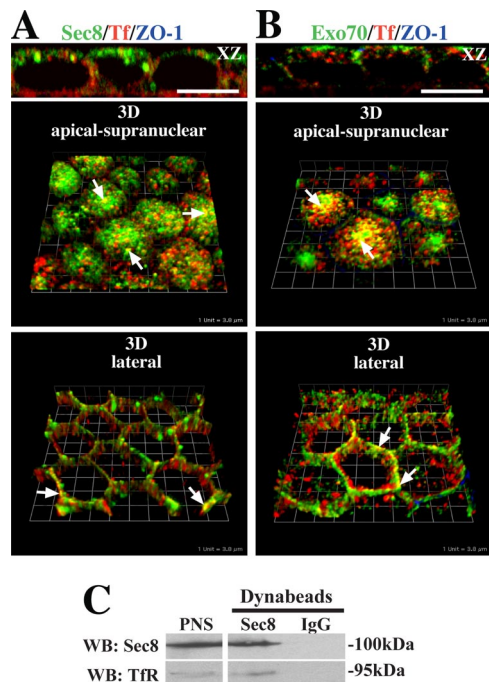 A
Sec8/Tf/ZO-1
XZ
3D
apical-supranuclear
1 Unit = 3.8 µm
3D
lateral
1 Unit = 3.8 µm
B
Exo70/Tf/ZO-1
XZ
3D
apical-supranuclear
1 Unit = 3.8 µm
3D
lateral
1 Unit = 3.8 µm
C
Dynabeads
PNS Sec8 IgG
WB: Sec8 -100kDa
WB: TfR -95kDa